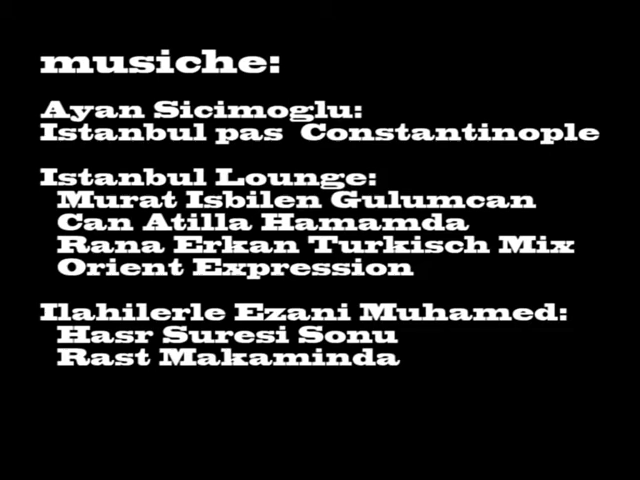 musiche:
Ayan Sicimoglu:
Istanbul pas Constantinople
Istanbul Lounge:
Murat Isbilen Gulumcan
Can Atilla Hamamda
Rana Erkan Turkisch Mix
Orient Expression
Ilahilerle Ezani Muhamed:
Hasr Suresi Sonu
Rast Makaminda